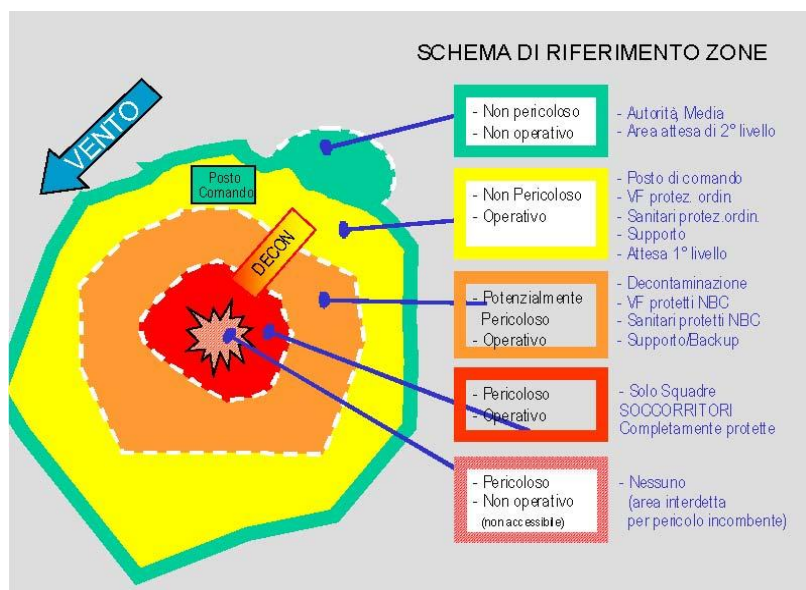 SCHEMA DI RIFERIMENTO ZONE
VENTO
Posto
Comando
DECON
- Non pericoloso
- Non operativo
- Autorità, Media
- Area attesa di 2° livello
- Non Pericoloso
- Operativo
- Posto di comando
- VF protez. ordin.
- Sanitari protez.ordin.
- Supporto
- Attesa 1° livello
- Potenzialmente
Pericoloso
- Operativo
- Decontaminazione
- VF protetti NBC
- Sanitari protetti NBC
- Supporto/Backup
- Pericoloso
- Operativo
- Solo Squadre
SOCCORRITORI
Completamente protette
- Pericoloso
- Non operativo
(non accessibile)
- Nessuno
(area interdetta
per pericolo incombente)